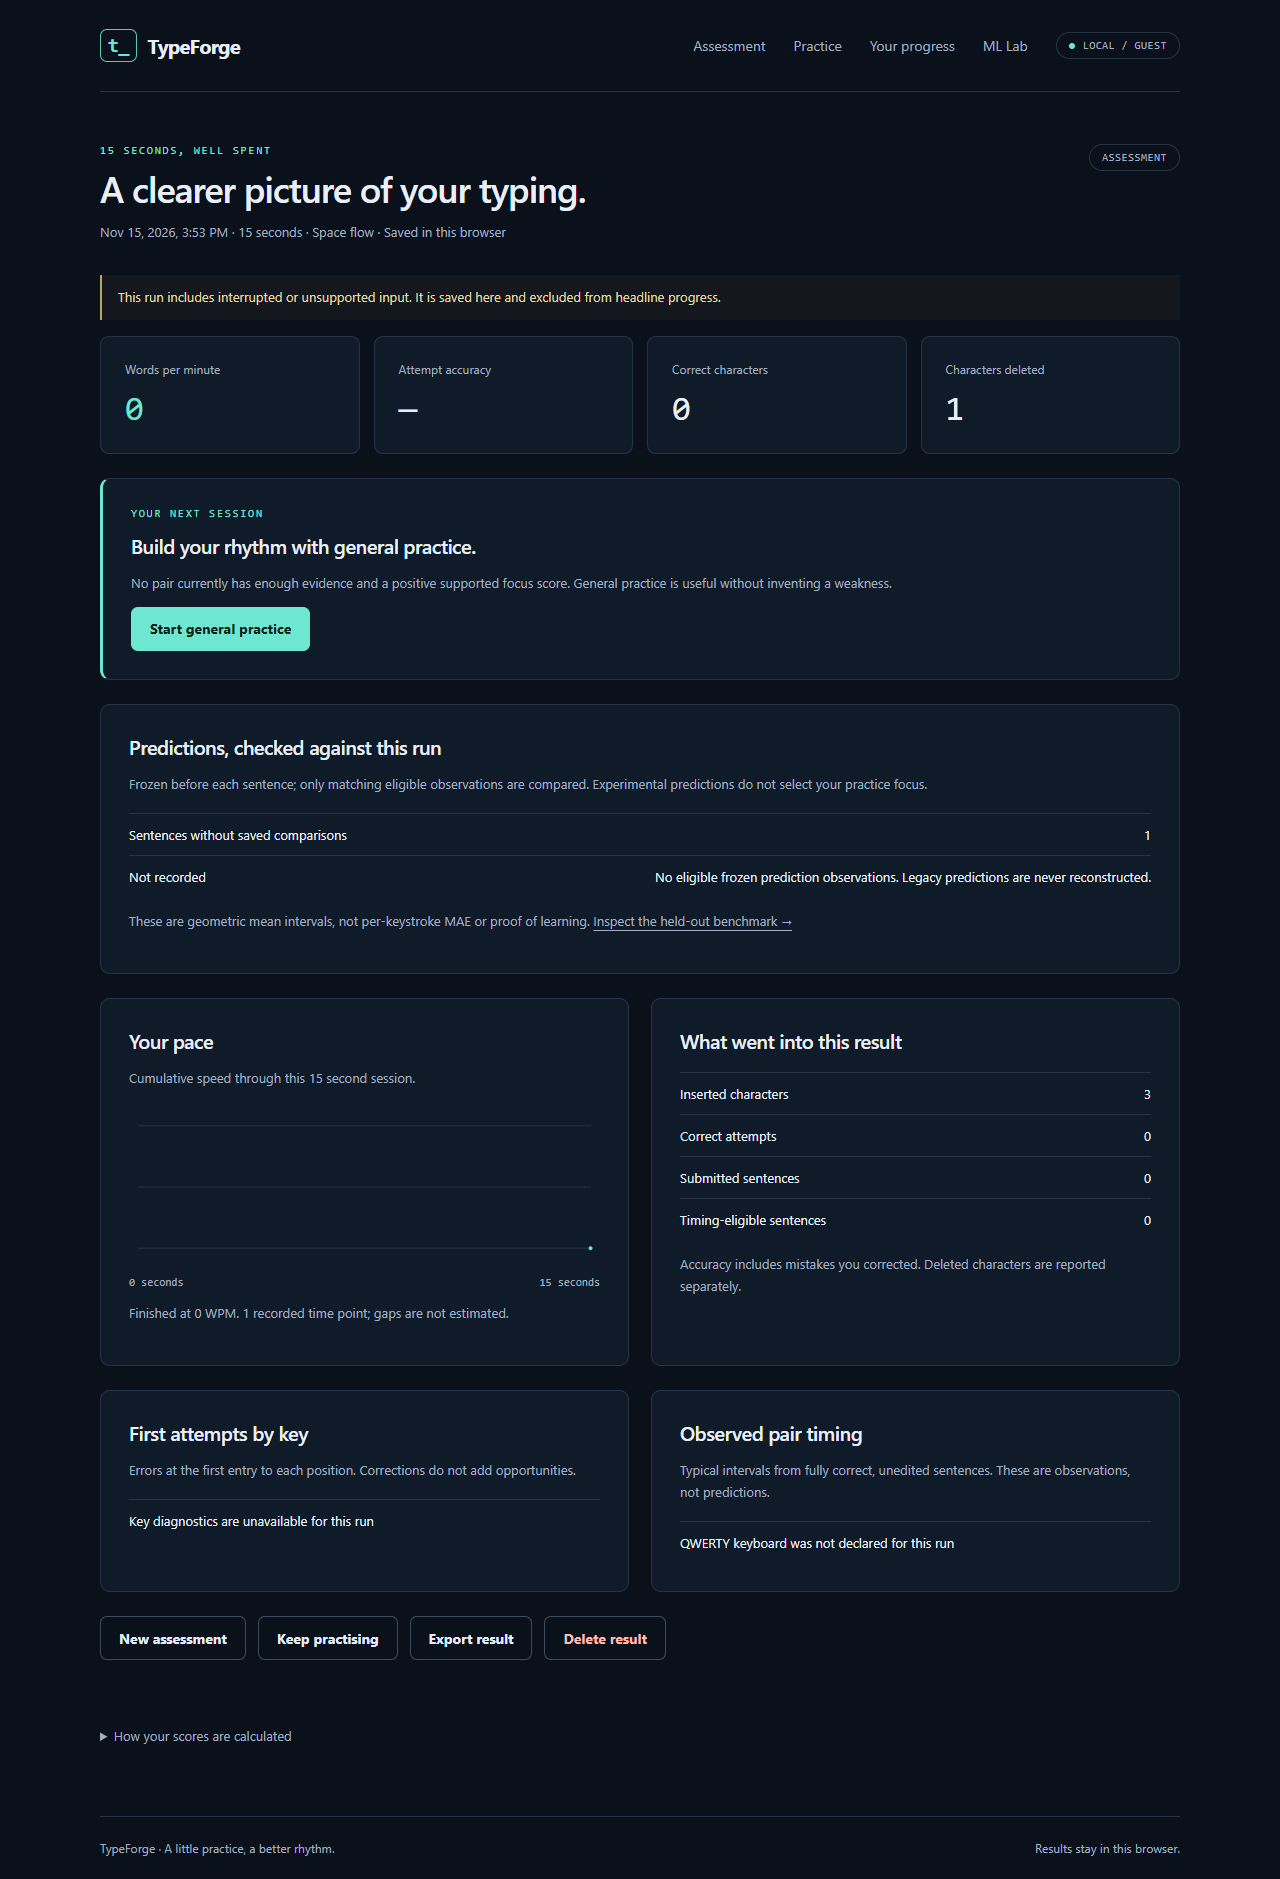 t_ TypeForge
Assessment Practice Your progress ML Lab LOCAL / GUEST
15 SECONDS, WELL SPENT
ASSESSMENT
A clearer picture of your typing.
Nov 15, 2026, 3:53 PM · 15 seconds · Space flow · Saved in this browser
This run includes interrupted or unsupported input. It is saved here and excluded from headline progress.
Words per minute
0
Attempt accuracy
—
Correct characters
0
Characters deleted
1
YOUR NEXT SESSION
Build your rhythm with general practice.
No pair currently has enough evidence and a positive supported focus score. General practice is useful without inventing a weakness.
Start general practice
Predictions, checked against this run
Frozen before each sentence; only matching eligible observations are compared. Experimental predictions do not select your practice focus.
Sentences without saved comparisons 1
Not recorded No eligible frozen prediction observations. Legacy predictions are never reconstructed.
These are geometric mean intervals, not per-keystroke MAE or proof of learning. Inspect the held-out benchmark →
Your pace
Cumulative speed through this 15 second session.
0 seconds 15 seconds
Finished at 0 WPM. 1 recorded time point; gaps are not estimated.
What went into this result
Inserted characters 3
Correct attempts 0
Submitted sentences 0
Timing-eligible sentences 0
Accuracy includes mistakes you corrected. Deleted characters are reported
separately.
First attempts by key
Errors at the first entry to each position. Corrections do not add opportunities.
Key diagnostics are unavailable for this run
Observed pair timing
Typical intervals from fully correct, unedited sentences. These are observations,
not predictions.
QWERTY keyboard was not declared for this run
New assessment Keep practising Export result Delete result
▶ How your scores are calculated
TypeForge · A little practice, a better rhythm. Results stay in this browser.